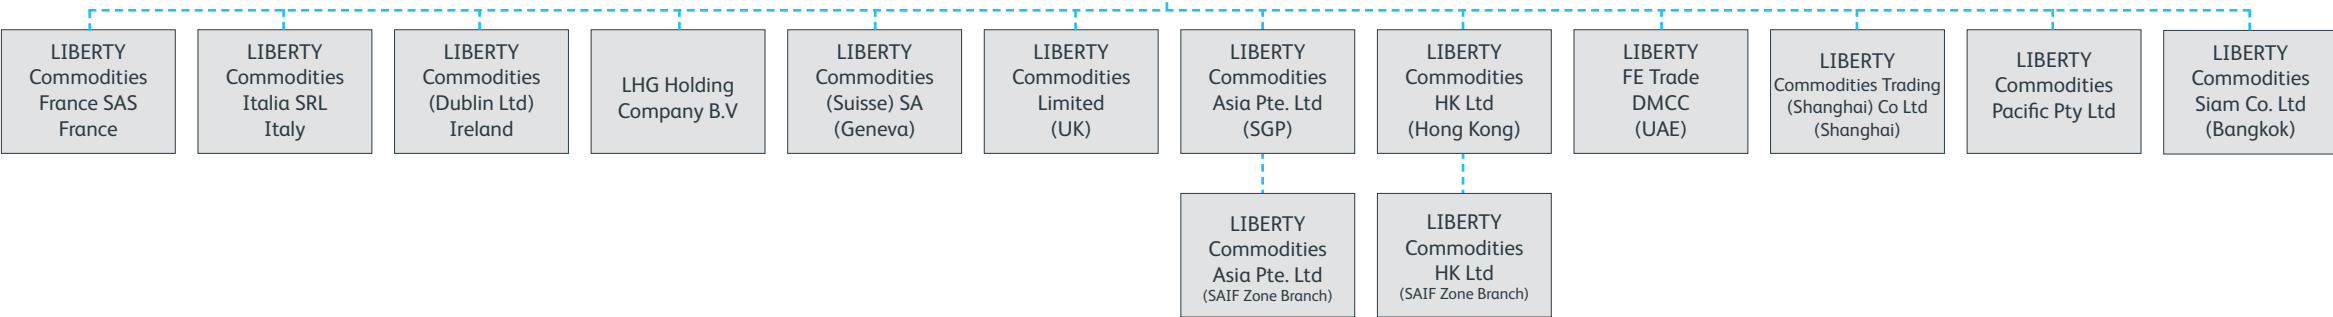 LIBERTY
Commodities
France SAS
France
LIBERTY
Commodities
Italia SRL
Italy
LIBERTY
Commodities
(Dublin Ltd)
Ireland
LHG Holding
Company B.V
LIBERTY
Commodities
(Suisse) SA
(Geneva)
LIBERTY
Commodities
Limited
(UK)
LIBERTY
Commodities
Asia Pte. Ltd
(SGP)
LIBERTY
Commodities
HK Ltd
(Hong Kong)
LIBERTY
FE Trade
DMCC
(UAE)
LIBERTY
Commodities Trading
(Shanghai) Co Ltd
(Shanghai)
LIBERTY
Commodities
Pacific Pty Ltd
LIBERTY
Commodities
Siam Co. Ltd
(Bangkok)
LIBERTY
Commodities
Asia Pte. Ltd
(SAIF Zone Branch)
LIBERTY
Commodities
HK Ltd
(SAIF Zone Branch)